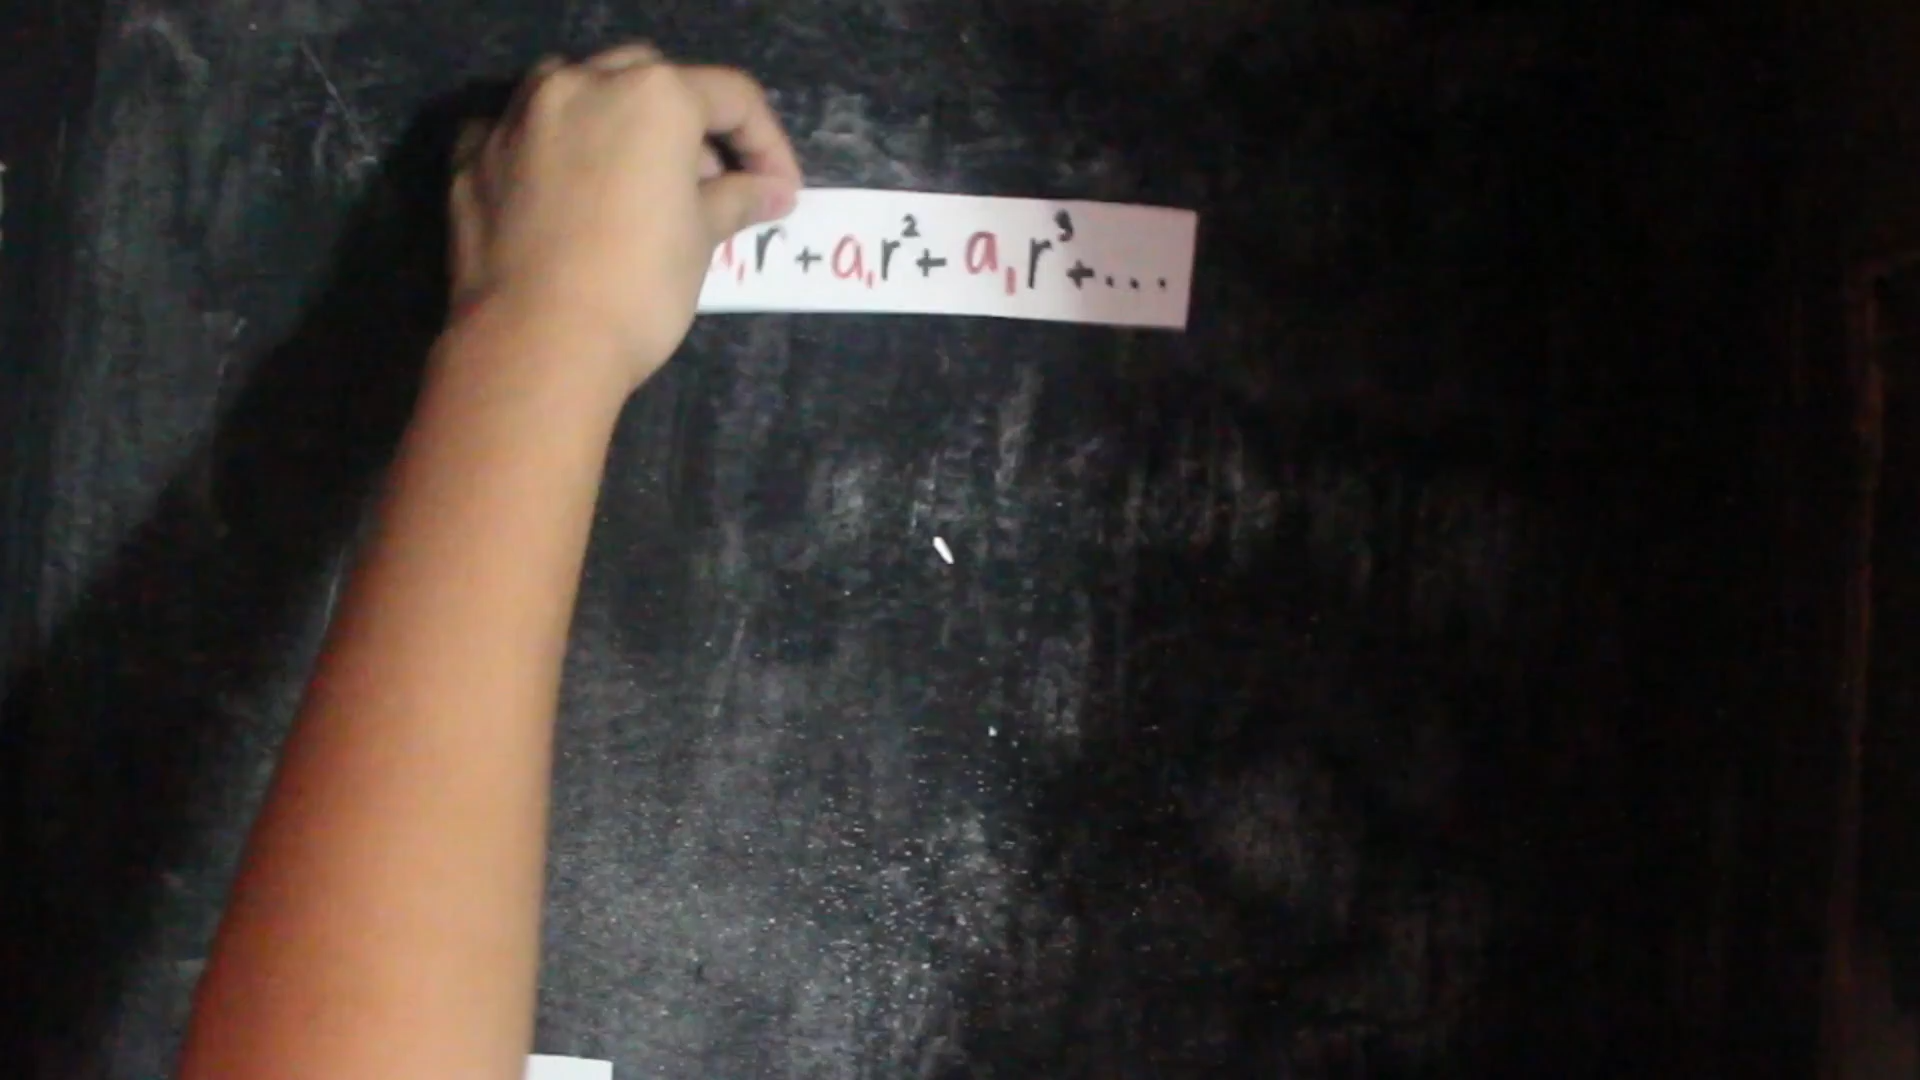 a₁r + a₁r² + a₁r³ + ...